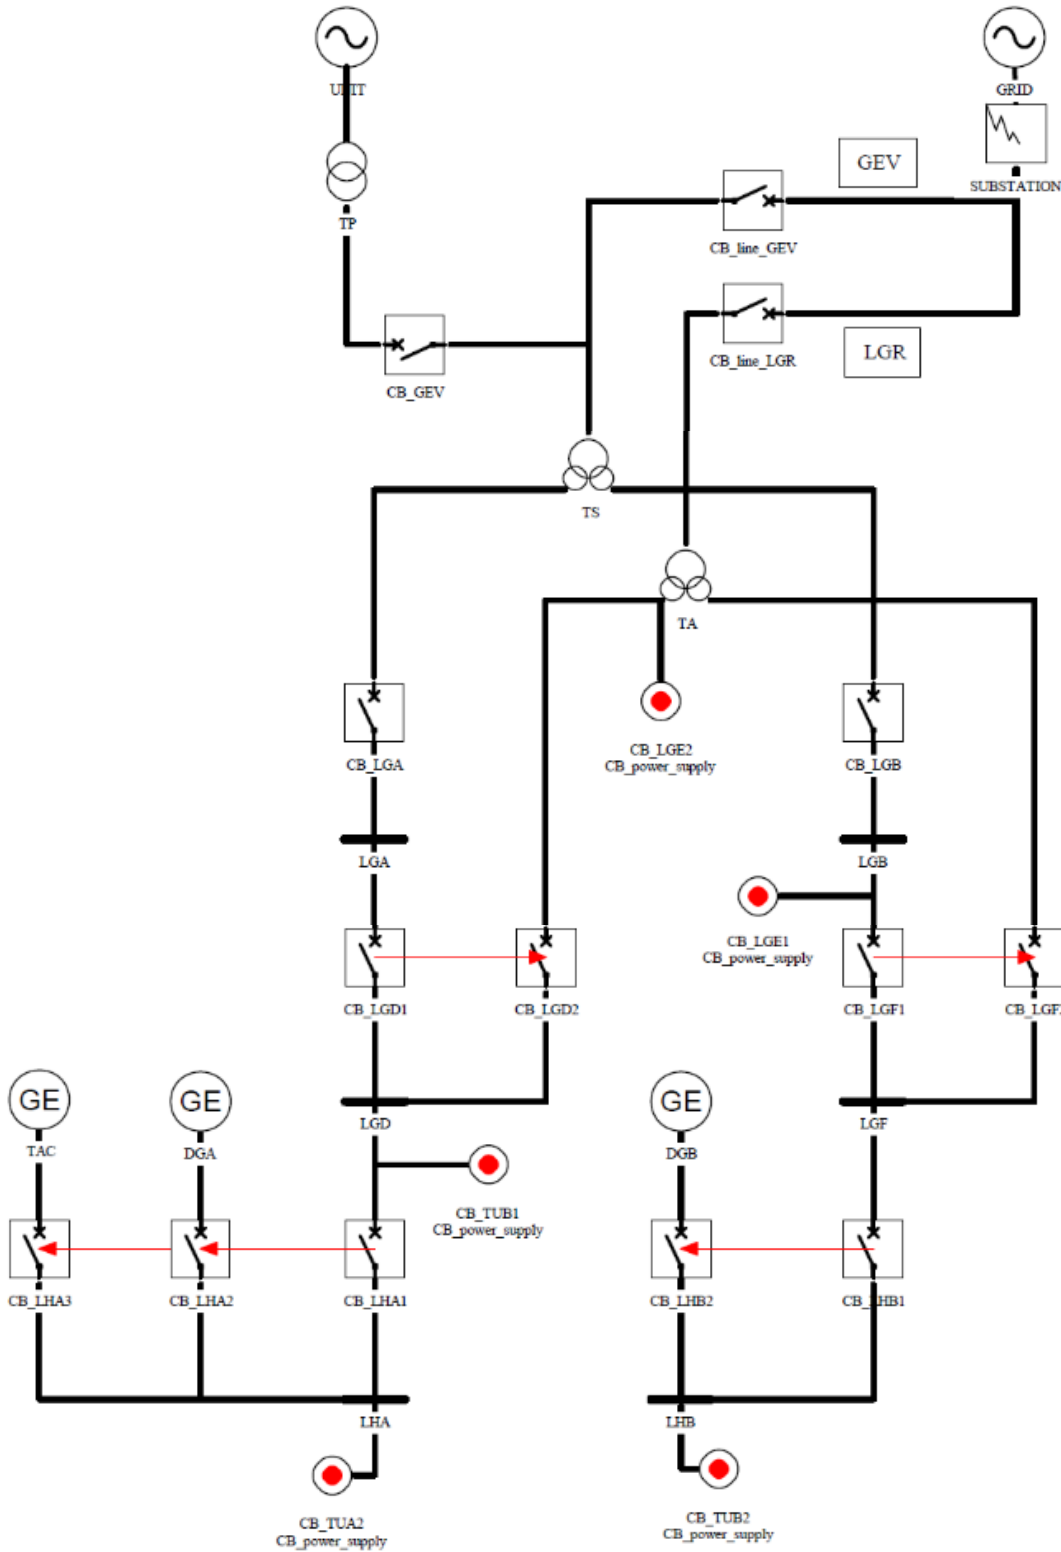 UNIT
GRID
GEV
SUBSTATION
TP
CB_line_GEV
LGR
CB_line_LGR
CB_GEV
TS
TA
CB_LGE2
CB_power_supply
CB_LGA
CB_LGB
LGA
LGB
CB_LGE1
CB_power_supply
CB_LGD1
CB_LGD2
CB_LGF1
GE
GE
GE
LGD
LGF
TAC
DGA
DGB
CB_TUB1
CB_power_supply
CB_LHA3
CB_LHA2
CB_LHA1
CB_LHB2
CB_LHB1
LHA
LHB
CB_TUA2
CB_power_supply
CB_TUB2
CB_power_supply